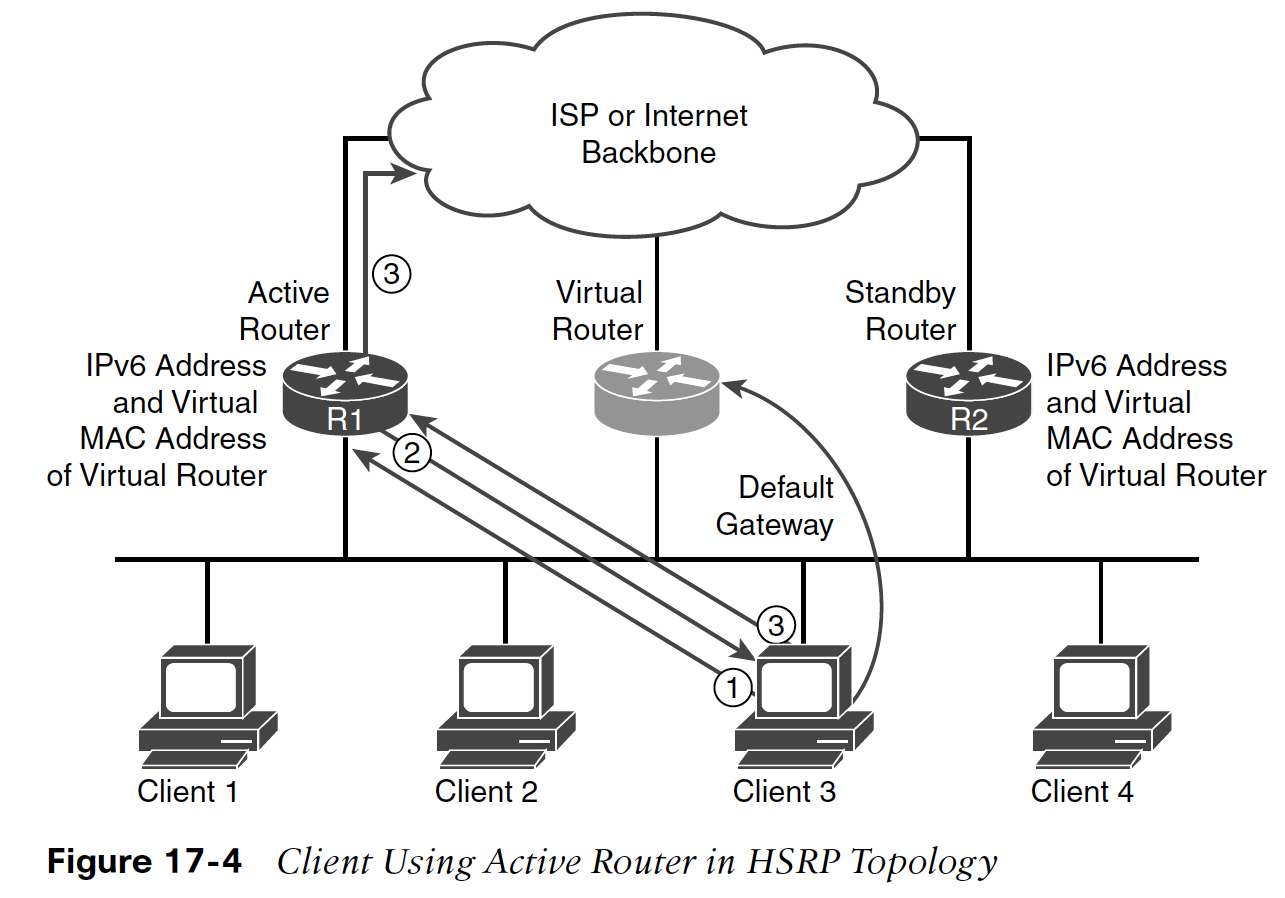 ISP or Internet
Backbone
3
Active
Router
Virtual
Router
Standby
Router
IPv6 Address
and Virtual
MAC Address
of Virtual Router
R1
R2
IPv6 Address
and Virtual
MAC Address
of Virtual Router
2
Default
Gateway
3
1
Client 1
Client 2
Client 3
Client 4
Figure 17-4 Client Using Active Router in HSRP Topology